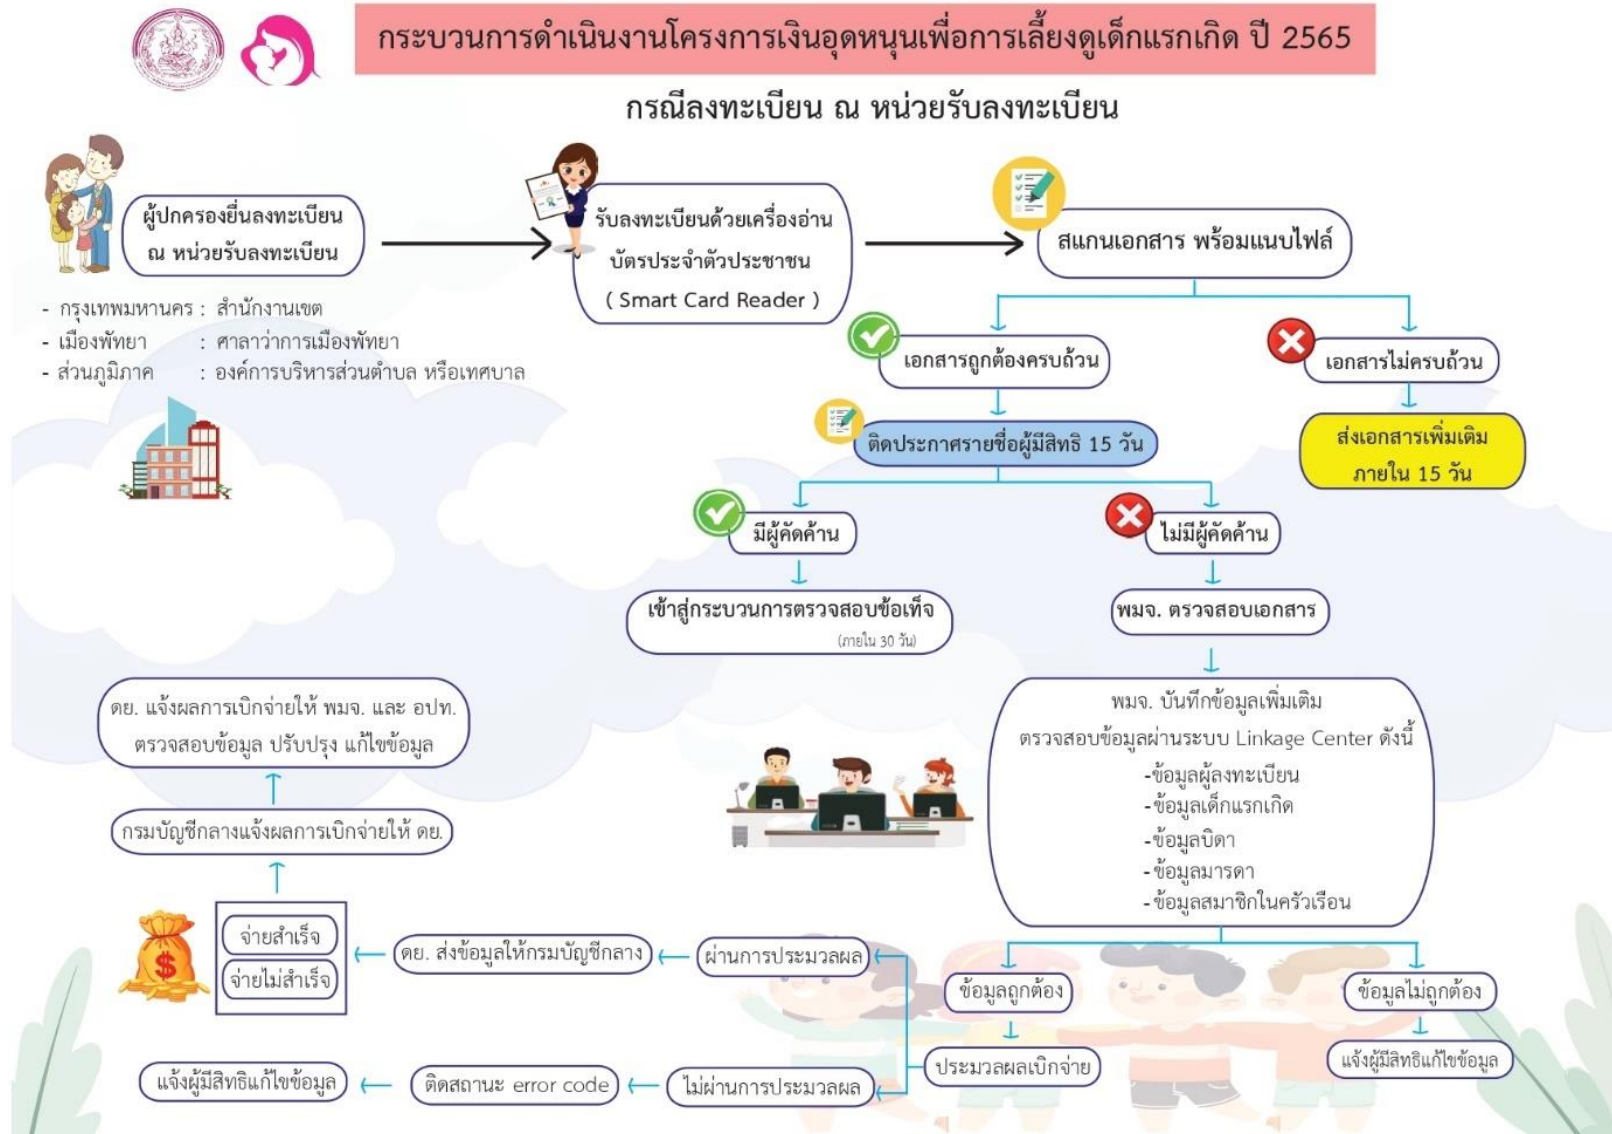 กระบวนการดำเนินงานโครงการเงินอุดหนุนเพื่อการเลี้ยงดูเด็กแรกเกิด ปี 2565
กรณีลงทะเบียน ณ หน่วยรับลงทะเบียน
ผู้ปกครองยื่นลงทะเบียน
ณ หน่วยรับลงทะเบียน
- กรุงเทพมหานคร : สำนักงานเขต
- เมืองพัทยา : ศาลาว่าการเมืองพัทยา
- ส่วนภูมิภาค : องค์การบริหารส่วนตำบล หรือเทศบาล
รับลงทะเบียนด้วยเครื่องอ่าน
บัตรประจำตัวประชาชน
( Smart Card Reader )
สแกนเอกสาร พร้อมแนบไฟล์
เอกสารถูกต้องครบถ้วน
เอกสารไม่ครบถ้วน
ติดประกาศรายชื่อผู้มีสิทธิ 15 วัน
ส่งเอกสารเพิ่มเติม
ภายใน 15 วัน
มีผู้คัดค้าน
ไม่มีผู้คัดค้าน
เข้าสู่กระบวนการตรวจสอบข้อเท็จ
(ภายใน 30 วัน)
พมจ. ตรวจสอบเอกสาร
พมจ. บันทึกข้อมูลเพิ่มเติม
ตรวจสอบข้อมูลผ่านระบบ Linkage Center ดังนี้
-ข้อมูลผู้ลงทะเบียน
-ข้อมูลเด็กแรกเกิด
-ข้อมูลบิดา
-ข้อมูลมารดา
-ข้อมูลสมาชิกในครัวเรือน
ข้อมูลถูกต้อง
ข้อมูลไม่ถูกต้อง
ประมวลผลเบิกจ่าย
แจ้งผู้มีสิทธิแก้ไขข้อมูล
ผ่านการประมวลผล
ดย. ส่งข้อมูลให้กรมบัญชีกลาง
จ่ายสำเร็จ
จ่ายไม่สำเร็จ
กรมบัญชีกลางแจ้งผลการเบิกจ่ายให้ ดย.
ดย. แจ้งผลการเบิกจ่ายให้ พมจ. และ อปท.
ตรวจสอบข้อมูล ปรับปรุง แก้ไขข้อมูล
ไม่ผ่านการประมวลผล
ติดสถานะ error code
แจ้งผู้มีสิทธิแก้ไขข้อมูล